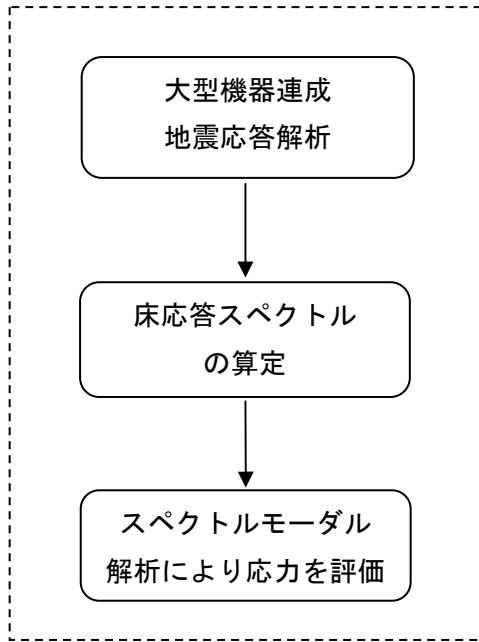 大型機器連成
地震応答解析
床応答スペクトル
の算定
スペクトルモーダル
解析により応力を評価